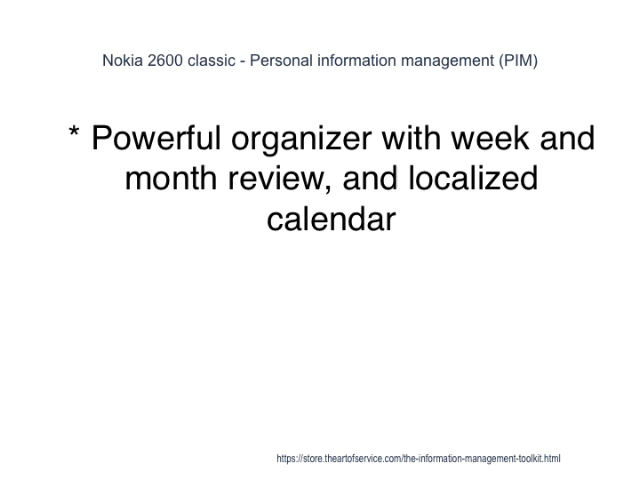 Nokia 2600 classic - Personal information management (PIM)
* Powerful organizer with week and
month review, and localized
calendar
https://store.theartofservice.com/the-information-management-toolkit.html